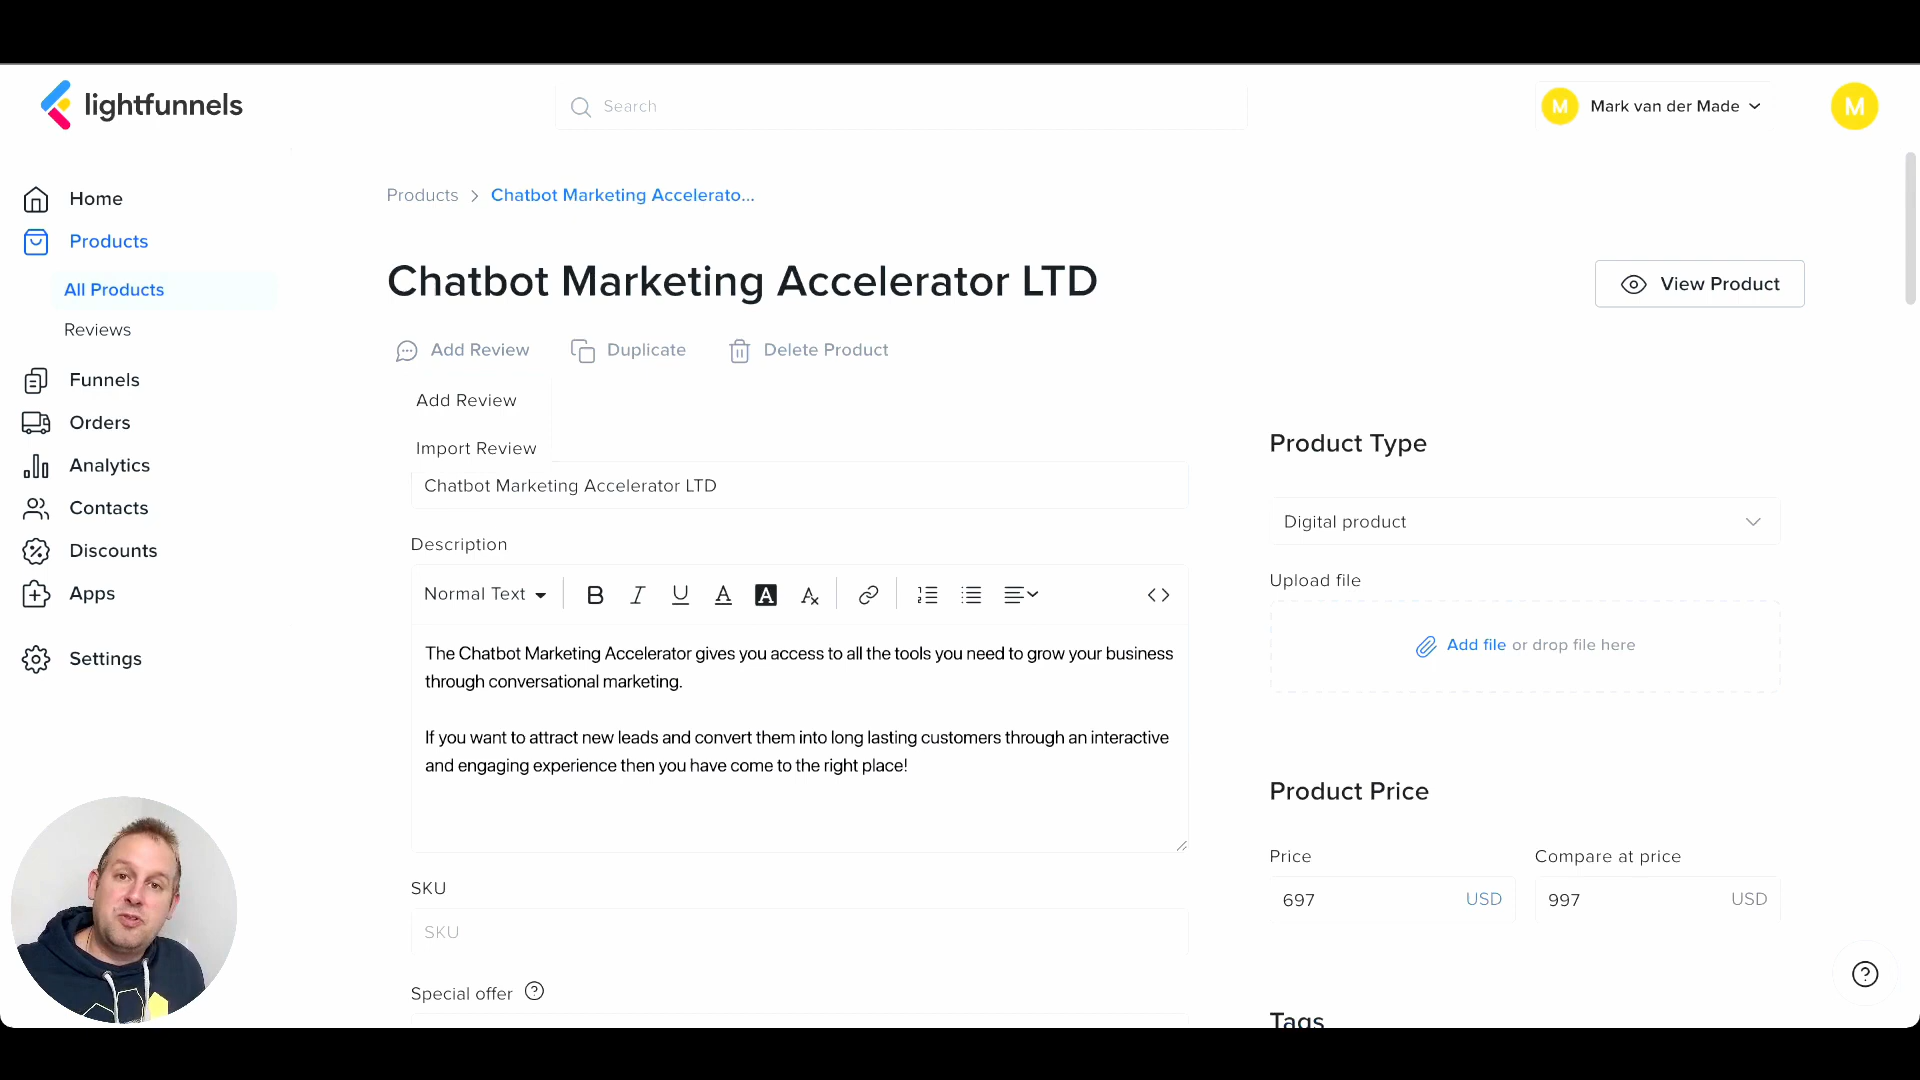 lightfunnels
Search
M Mark van der Made
M
Home
Products
All Products
Reviews
Funnels
Orders
Analytics
Contacts
Discounts
Apps
Settings
Products > Chatbot Marketing Accelerato...
Chatbot Marketing Accelerator LTD
View Product
Add Review Duplicate Delete Product
Add Review
Import Review
Chatbot Marketing Accelerator LTD
Description
Normal Text B I U A A A
The Chatbot Marketing Accelerator gives you access to all the tools you need to grow your business
through conversational marketing.
If you want to attract new leads and convert them into long lasting customers through an interactive
and engaging experience then you have come to the right place!
SKU
SKU
Special offer ?
Product Type
Digital product
Upload file
Add file or drop file here
Product Price
Price Compare at price
697 USD 997 USD
Tags
?